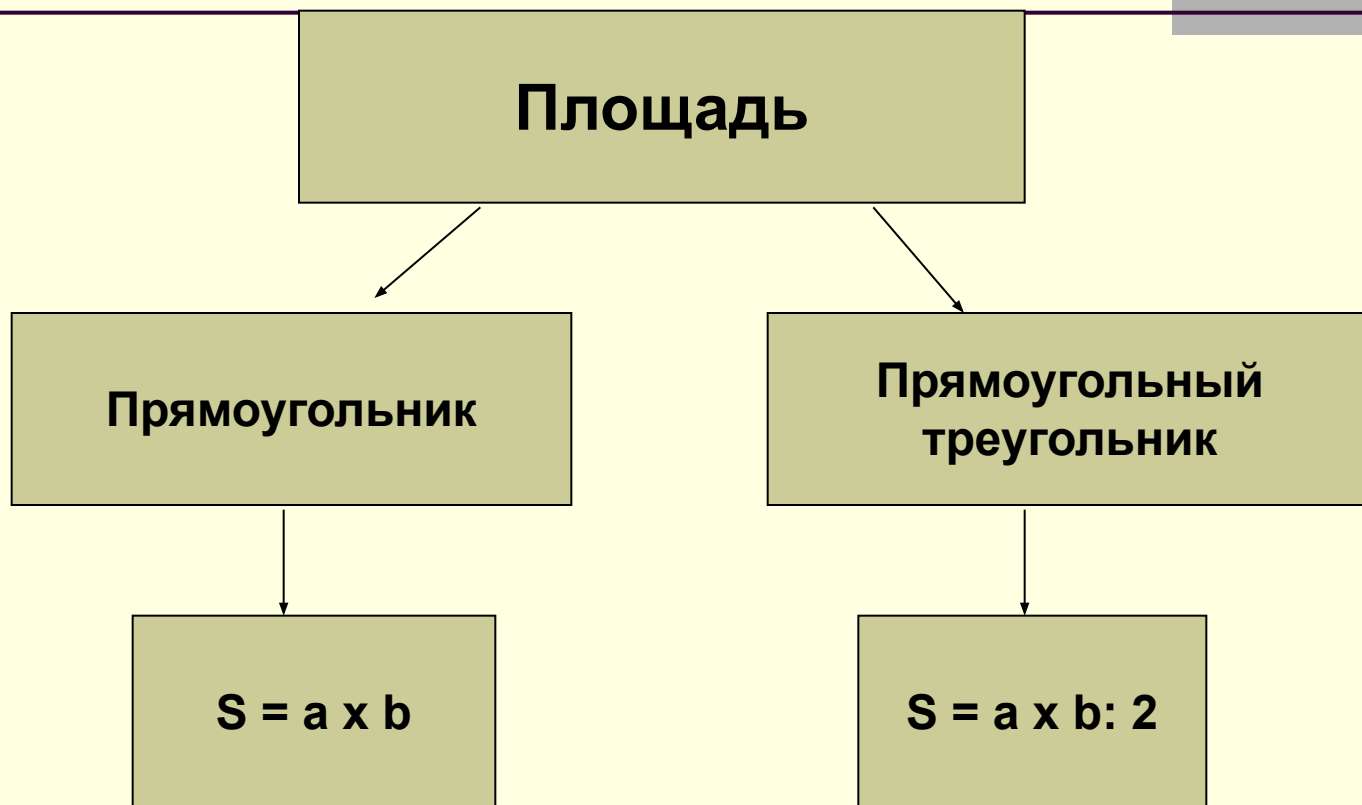 Площадь
Прямоугольник
Прямоугольный
треугольник
S = a x b
S = a x b: 2